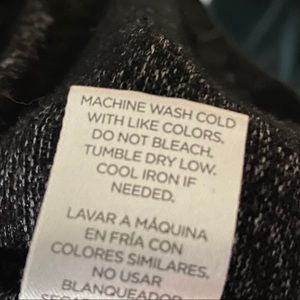 MACHINE WASH COLD
WITH LIKE COLORS.
DO NOT BLEACH.
TUMBLE DRY LOW.
COOL IRON IF
NEEDED.
LAVAR A MÁQUINA
EN FRÍA CON
COLORES SIMILARES.
NO USAR
BLANQUEADOR